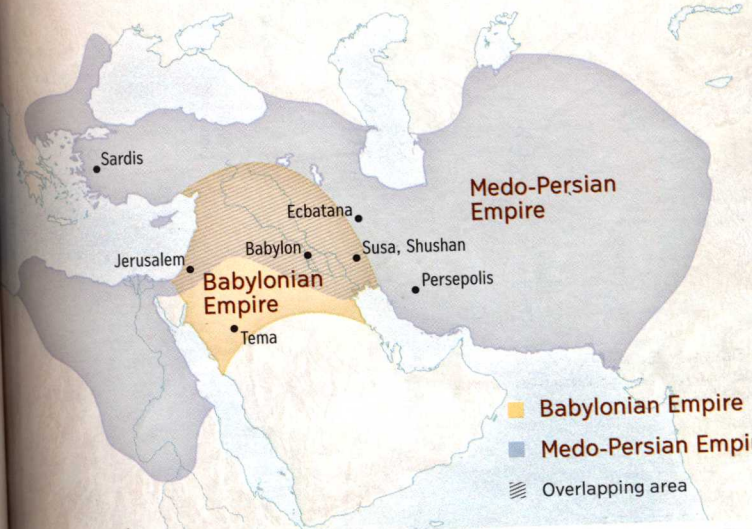 Sardis
Medo-Persian
Empire
Ecbatana
Jerusalem
Babylon
Susa, Shushan
Babylonian
Empire
Persepolis
Tema
Babylonian Empire
Medo-Persian Empi
Overlapping area